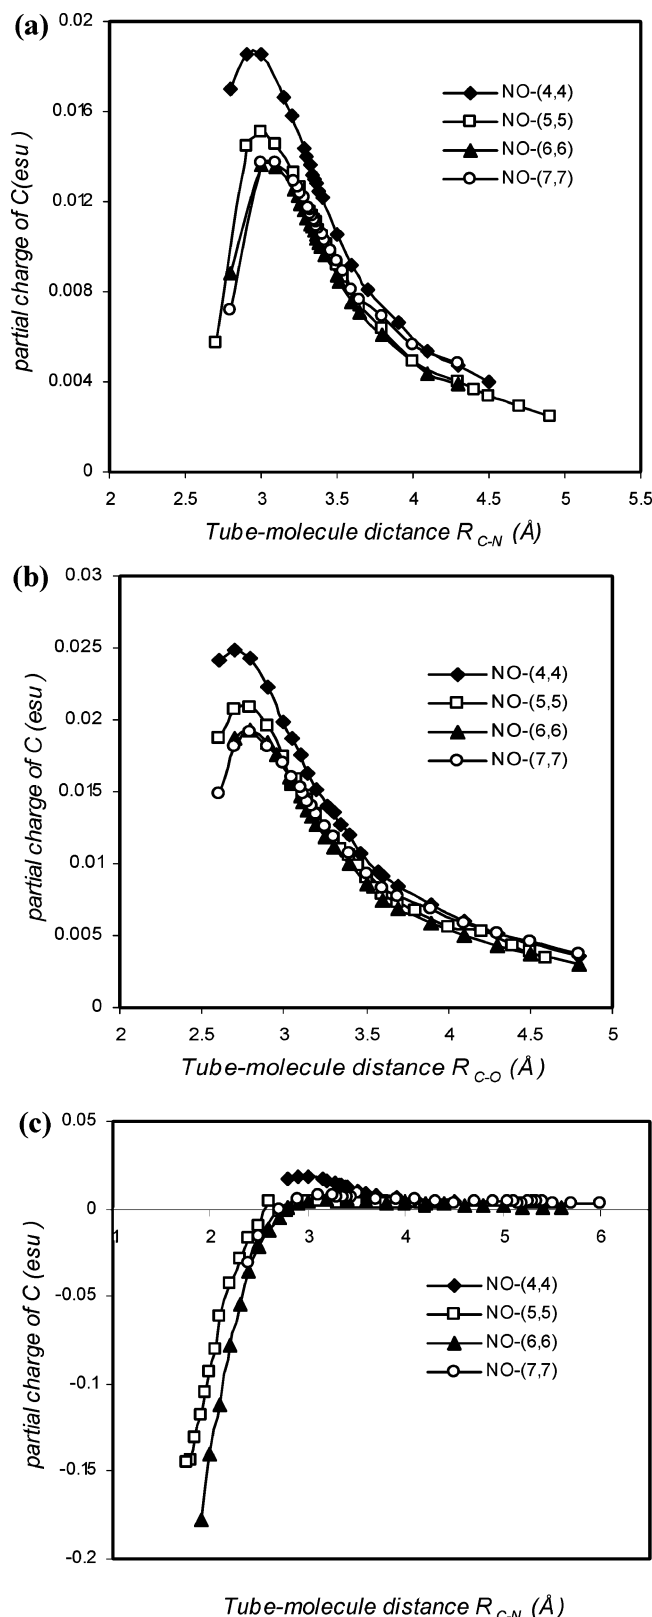 (a)
0.02
0.016
0.012
0.008
0.004
0
partial charge of C(esu)
NO-(4,4)
NO-(5,5)
NO-(6,6)
NO-(7,7)
2 2.5 3 3.5 4 4.5 5 5.5
Tube-molecule dictance R C-N (Å)
(b)
0.03
0.025
0.02
0.015
0.01
0.005
0
partial charge of C (esu)
NO-(4,4)
NO-(5,5)
NO-(6,6)
NO-(7,7)
2 2.5 3 3.5 4 4.5 5
Tube-molecule distance R C-O (Å)
(c)
0.05
0
-0.05
-0.1
-0.15
-0.2
partial charge of C (esu)
1 2 3 4 5 6
NO-(4,4)
NO-(5,5)
NO-(6,6)
NO-(7,7)
Tube-molecule distance R C-N (Å)